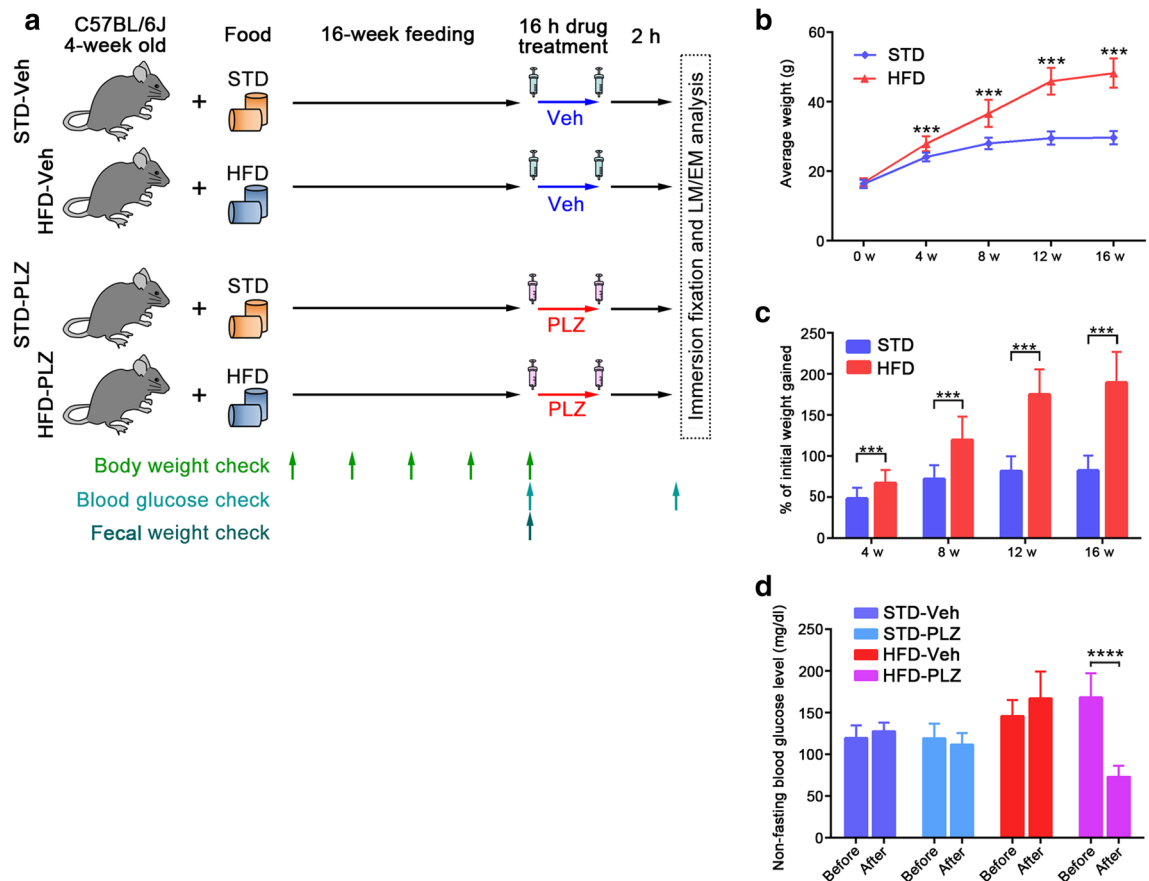 a
C57BL/6J
4-week old
Food
16-week feeding
16 h drug
treatment
2 h
STD-Veh
STD
Veh
HFD-Veh
HFD
Veh
STD-PLZ
STD
PLZ
HFD-PLZ
HFD
PLZ
Immersion fixation and LM/EM analysis
Body weight check
Blood glucose check
Fecal weight check
b
Average weight (g)
60
40
20
0
STD
HFD
***
***
***
***
0 w
4 w
8 w
12 w
16 w
c
% of initial weight gained
250
200
150
100
50
0
STD
HFD
***
***
***
***
4 w
8 w
12 w
16 w
d
Non-fasting blood glucose level (mg/dl)
250
200
150
100
50
0
STD-Veh
STD-PLZ
HFD-Veh
HFD-PLZ
****
Before
After
Before
After
Before
After
Before
After